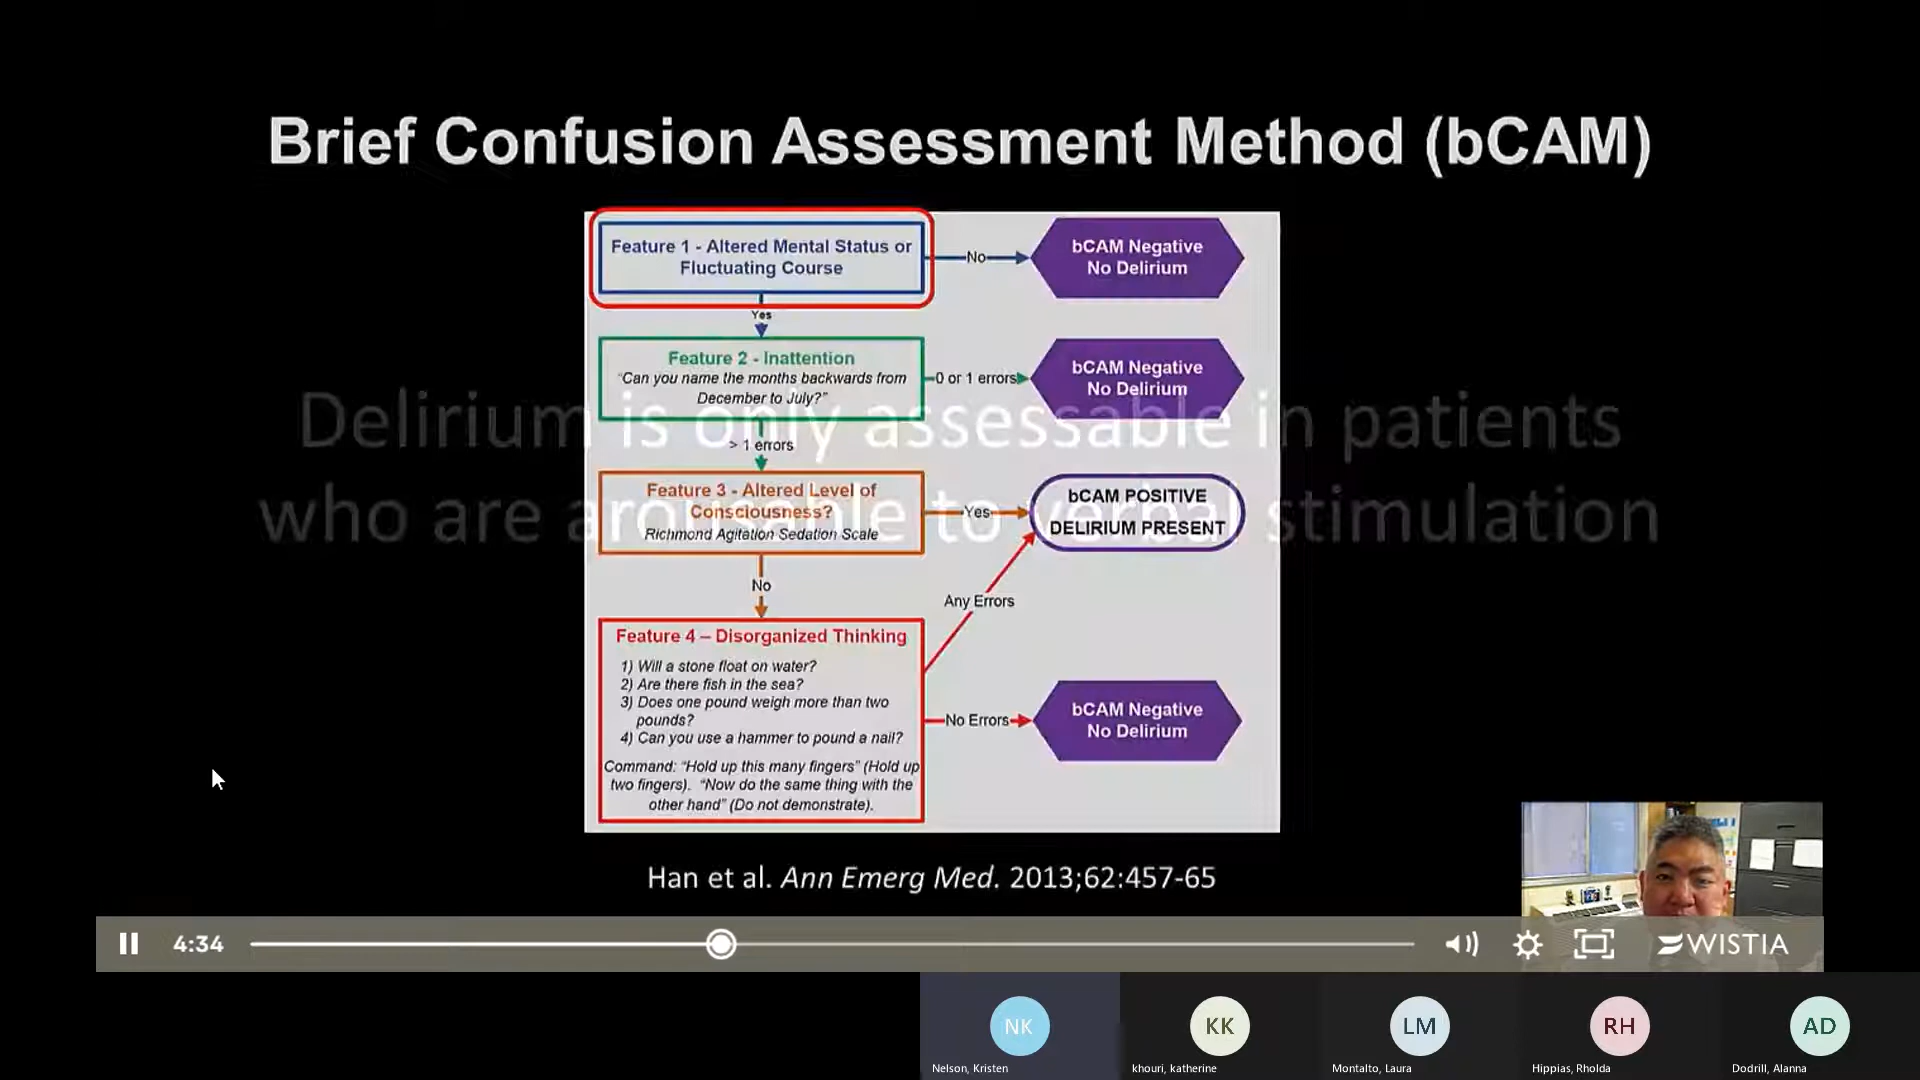 Brief Confusion Assessment Method (bCAM)
Feature 1 - Altered Mental Status or
Fluctuating Course
No
bCAM Negative
No Delirium
Yes
Feature 2 - Inattention
"Can you name the months backwards from
December to July?"
0 or 1 errors
bCAM Negative
No Delirium
Delirium is only assessable in patients
who are arousable to verbal stimulation
> 1 errors
Feature 3 - Altered Level of
Consciousness?
Richmond Agitation Sedation Scale
Yes
bCAM POSITIVE
DELIRIUM PRESENT
No
Any Errors
Feature 4 – Disorganized Thinking
1) Will a stone float on water?
2) Are there fish in the sea?
3) Does one pound weigh more than two
pounds?
4) Can you use a hammer to pound a nail?
Command: "Hold up this many fingers" (Hold up
two fingers). "Now do the same thing with the
other hand" (Do not demonstrate).
No Errors
bCAM Negative
No Delirium
Han et al. Ann Emerg Med. 2013;62:457-65
4:34
WISTIA
NK
KK
LM
RH
AD
Nelson, Kristen
khouri, katherine
Montalto, Laura
Hippias, Rholda
Dodrill, Alanna